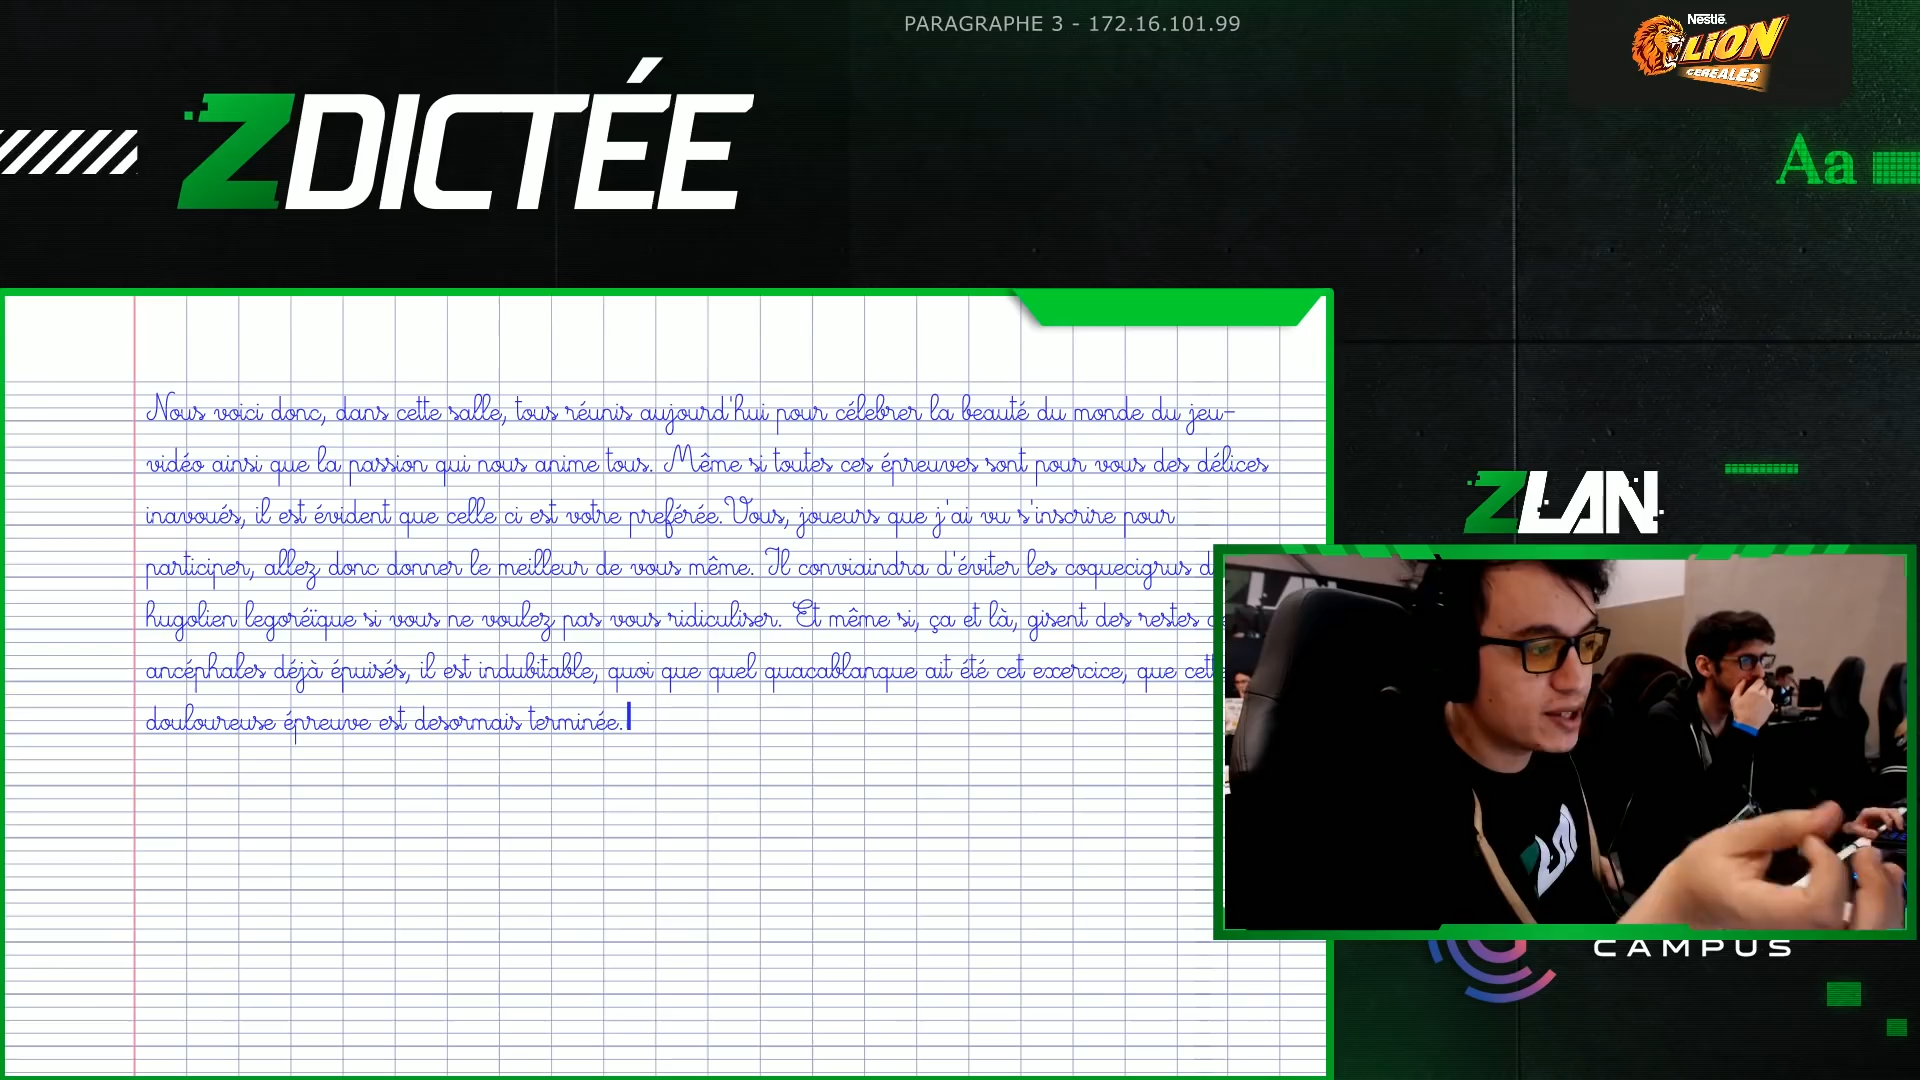 PARAGRAPHE 3 - 172.16.101.99
Nestlé
LION
CEREALES
ZDICTÉE
Aa
Nous voici donc, dans cette salle, tous réunis aujourd'hui pour célebrer la beauté du monde du jeu-
vidéo ainsi que la passion qui nous anime tous. Même si toutes ces épreuves sont pour vous des délices
inavoués, il est évident que celle ci est votre preférée. Vous, joueurs que j'ai vu s'inscrire pour
participer, allez donc donner le meilleur de vous même. Il conviaindra d'éviter les coquecigrus
hugolien legoréïque si vous ne voulez pas vous ridiculiser. Et même si, ça et là, gisent des restes
ancéphales déjà épuisés, il est indubitable, quoi que quel quacablanque ait été cet exercice, que
douloureuse épreuve est desormais terminée.
ZLAN
CAMPUS